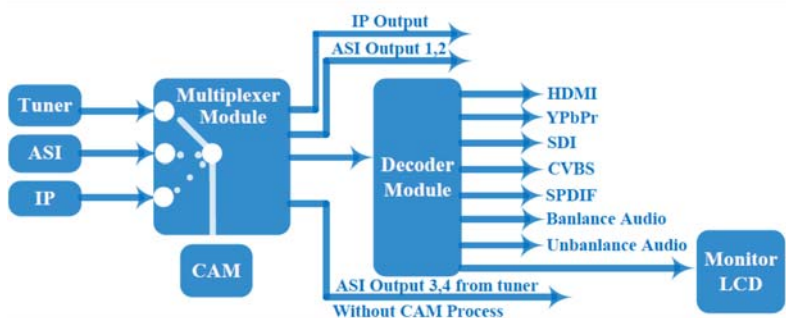 IP Output
ASI Output 1,2
Tuner
ASI
IP
Multiplexer
Module
CAM
Decoder
Module
HDMI
YPbPr
SDI
CVBS
SPDIF
Banlance Audio
Unbanlance Audio
Monitor
LCD
ASI Output 3,4 from tuner
Without CAM Process